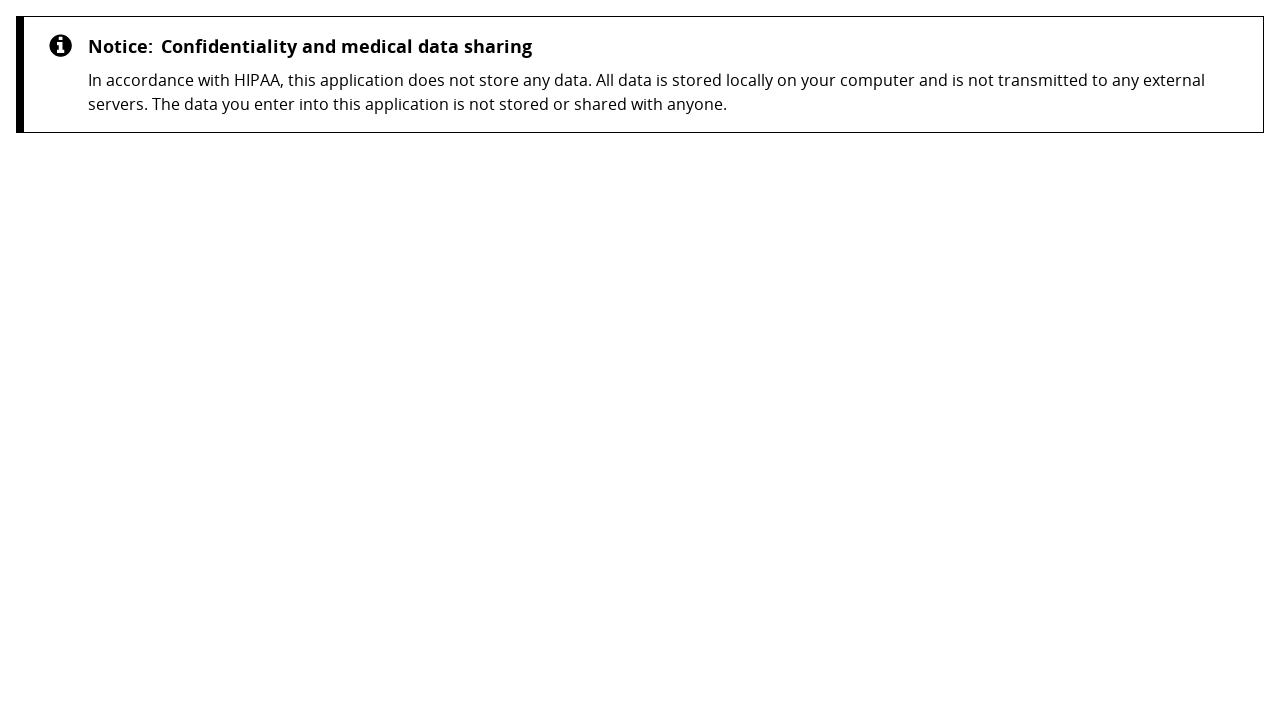 Notice: Confidentiality and medical data sharing
In accordance with HIPAA, this application does not store any data. All data is stored locally on your computer and is not transmitted to any external
servers. The data you enter into this application is not stored or shared with anyone.